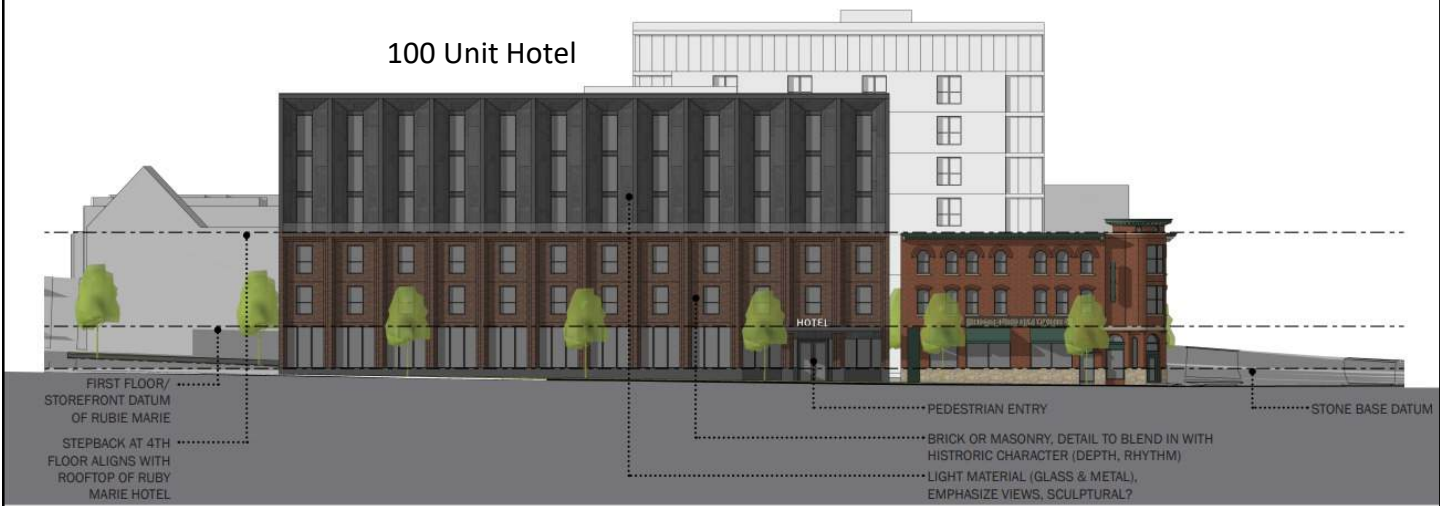 100 Unit Hotel
HOTEL
FIRST FLOOR/
STOREFRONT DATUM
OF RUBIE MARIE
STEPBACK AT 4TH
FLOOR ALIGNS WITH
ROOFTOP OF RUBY
MARIE HOTEL
PEDESTRIAN ENTRY
BRICK OR MASONRY, DETAIL TO BLEND IN WITH
HISTRORIC CHARACTER (DEPTH, RHYTHM)
LIGHT MATERIAL (GLASS & METAL),
EMPHASIZE VIEWS, SCULPTURAL?
STONE BASE DATUM